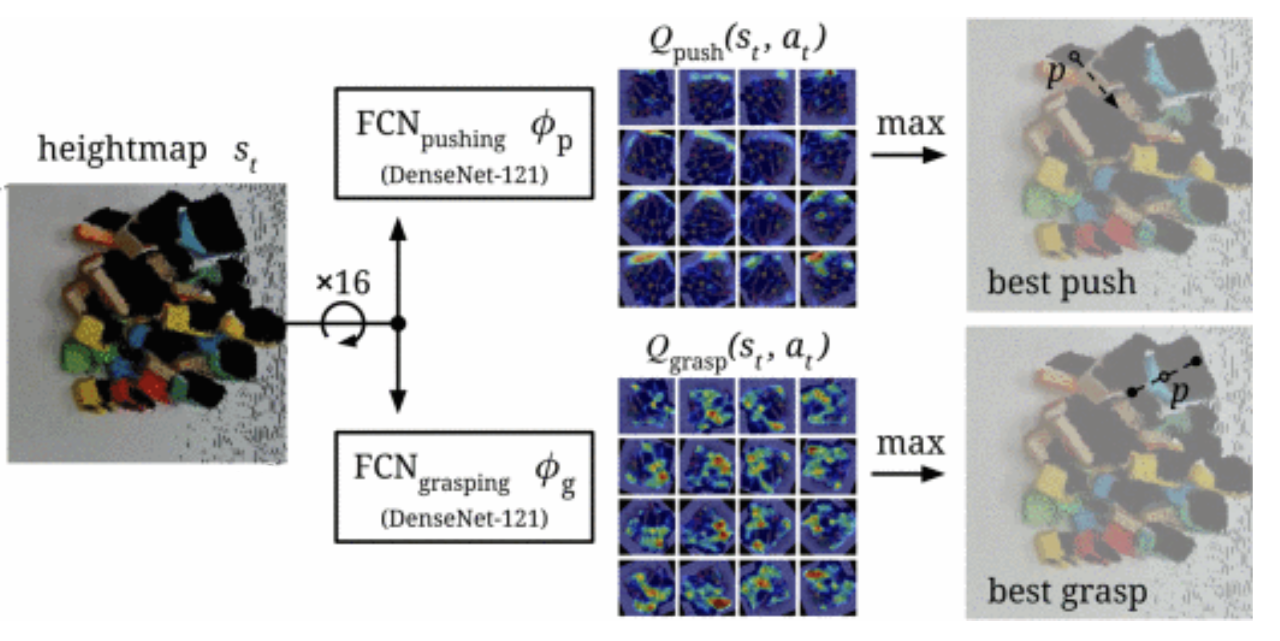 heightmap s_t
×16
FCN_pushing ϕ_p
(DenseNet-121)
FCN_grasping ϕ_g
(DenseNet-121)
Q_push(s_t, a_t)
Q_grasp(s_t, a_t)
max
max
p
best push
p
best grasp